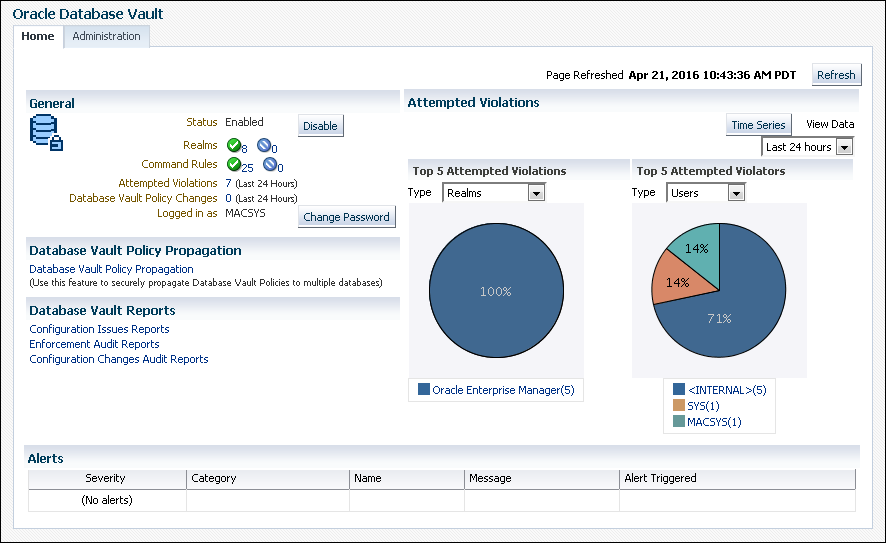 Oracle Database Vault
Home
Administration
Page Refreshed Apr 21, 2016 10:43:36 AM PDT
Refresh
General
Status Enabled
Disable
Realms 8 0
Command Rules 25 0
Attempted Violations 7 (Last 24 Hours)
Database Vault Policy Changes 0 (Last 24 Hours)
Logged in as MACSYS
Change Password
Database Vault Policy Propagation
Database Vault Policy Propagation
(Use this feature to securely propagate Database Vault Policies to multiple databases)
Database Vault Reports
Configuration Issues Reports
Enforcement Audit Reports
Configuration Changes Audit Reports
Attempted Violations
Time Series
View Data
Last 24 hours
Top 5 Attempted Violations
Type Realms
100%
Oracle Enterprise Manager(5)
Top 5 Attempted Violators
Type Users
14%
14%
71%
<INTERNAL>(5)
SYS(1)
MACSYS(1)
Alerts
Severity Category Name Message Alert Triggered
(No alerts)